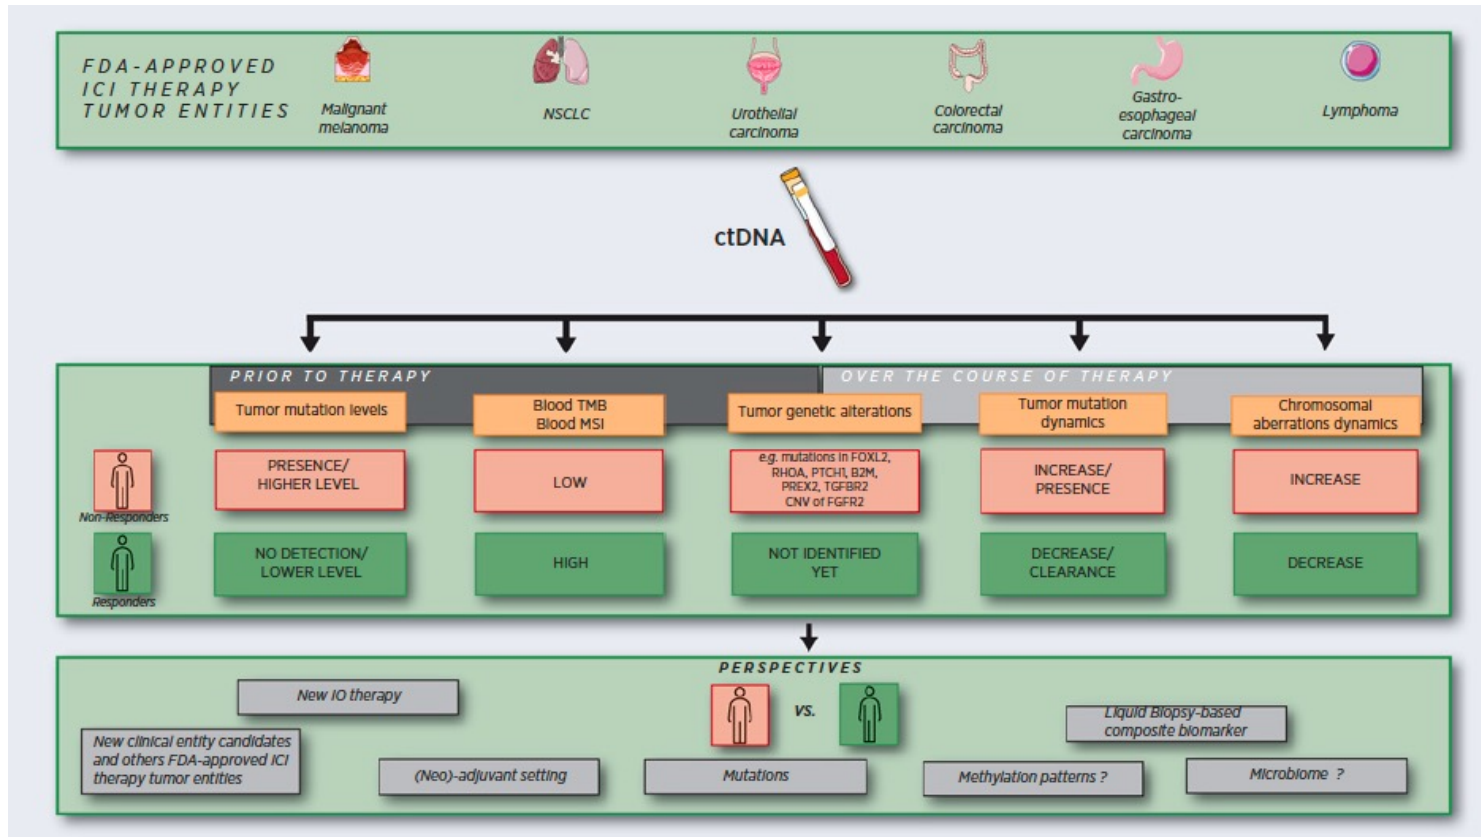 FDA-APPROVED
ICI THERAPY
TUMOR ENTITIES
Malignant
melanoma
NSCLC
Urothelial
carcinoma
Colorectal
carcinoma
Gastro-
esophageal
carcinoma
Lymphoma
ctDNA
PRIOR TO THERAPY
OVER THE COURSE OF THERAPY
Tumor mutation levels
Blood TMB
Blood MSI
Tumor genetic alterations
Tumor mutation
dynamics
Chromosomal
aberrations dynamics
Non-Responders
PRESENCE/
HIGHER LEVEL
LOW
e.g. mutations in FOXL2,
RHOA, PTCH1, B2M,
PREX2, TGFBR2
CNV of FGFR2
INCREASE/
PRESENCE
INCREASE
Responders
NO DETECTION/
LOWER LEVEL
HIGH
NOT IDENTIFIED
YET
DECREASE/
CLEARANCE
DECREASE
PERSPECTIVES
New IO therapy
VS.
Liquid Biopsy-based
composite biomarker
New clinical entity candidates
and others FDA-approved ICI
therapy tumor entities
(Neo)-adjuvant setting
Mutations
Methylation patterns ?
Microbiome ?